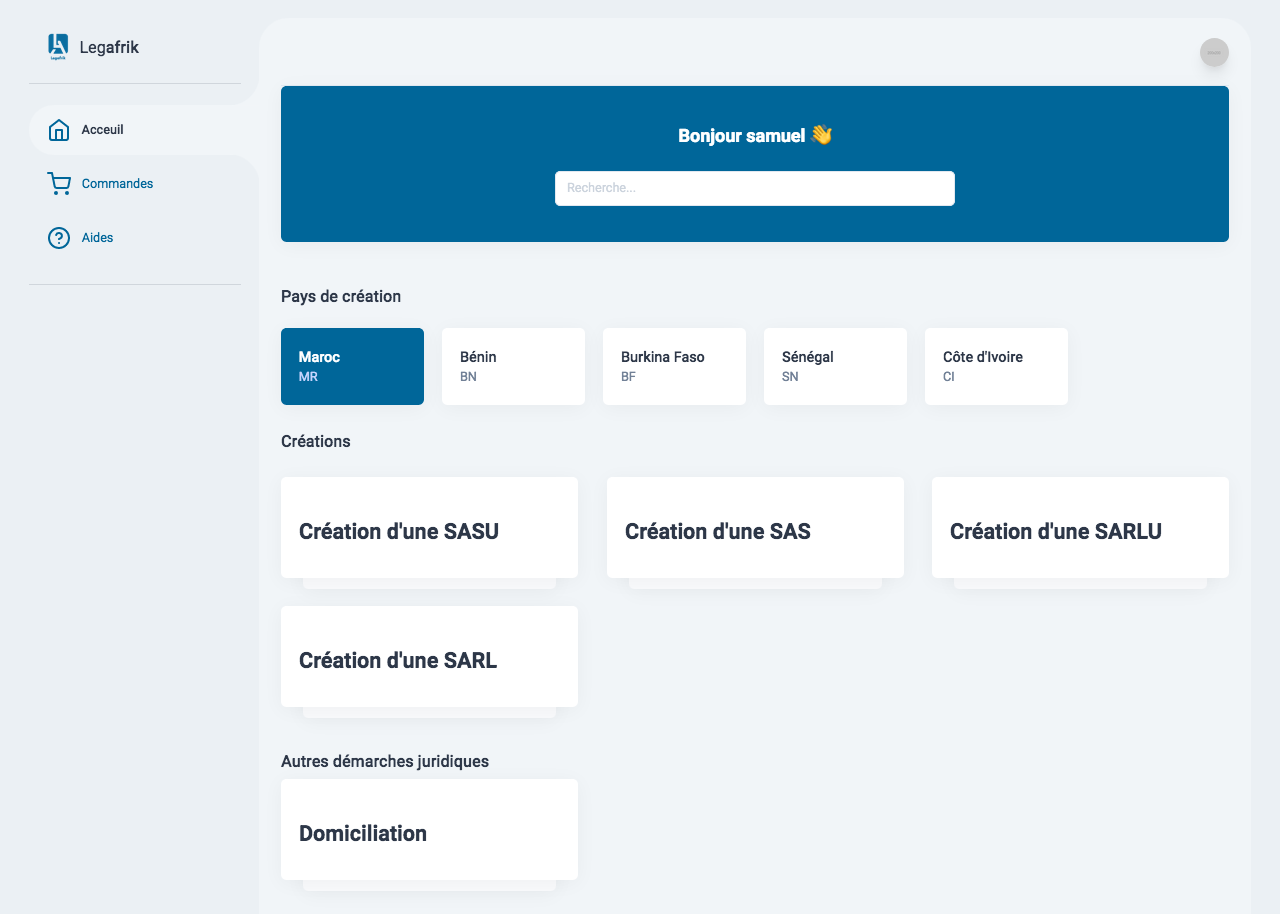 Legafrik
Legafrik
Acceuil
Commandes
Aides
Bonjour samuel 👋
Recherche...
Pays de création
Maroc
MR
Bénin
BN
Burkina Faso
BF
Sénégal
SN
Côte d'Ivoire
CI
Créations
Création d'une SASU
Création d'une SAS
Création d'une SARLU
Création d'une SARL
Autres démarches juridiques
Domiciliation